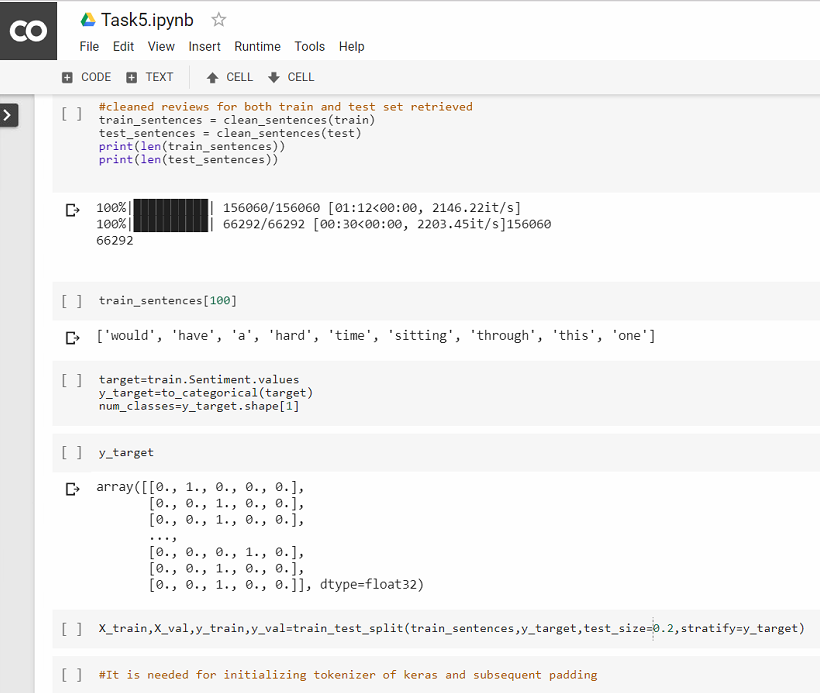 CO
Task5.ipynb
File Edit View Insert Runtime Tools Help
CODE TEXT CELL CELL
[ ] #cleaned reviews for both train and test set retrieved
train_sentences = clean_sentences(train)
test_sentences = clean_sentences(test)
print(len(train_sentences))
print(len(test_sentences))
100%|██████████| 156060/156060 [01:12<00:00, 2146.22it/s]
100%|██████████| 66292/66292 [00:30<00:00, 2203.45it/s]156060
66292
[ ] train_sentences[100]
['would', 'have', 'a', 'hard', 'time', 'sitting', 'through', 'this', 'one']
[ ] target=train.Sentiment.values
y_target=to_categorical(target)
num_classes=y_target.shape[1]
[ ] y_target
array([[0., 1., 0., 0., 0.],
[0., 0., 1., 0., 0.],
[0., 0., 1., 0., 0.],
...,
[0., 0., 0., 1., 0.],
[0., 0., 1., 0., 0.],
[0., 0., 1., 0., 0.]], dtype=float32)
[ ] X_train,X_val,y_train,y_val=train_test_split(train_sentences,y_target,test_size=0.2,stratify=y_target)
[ ] #It is needed for initializing tokenizer of keras and subsequent padding